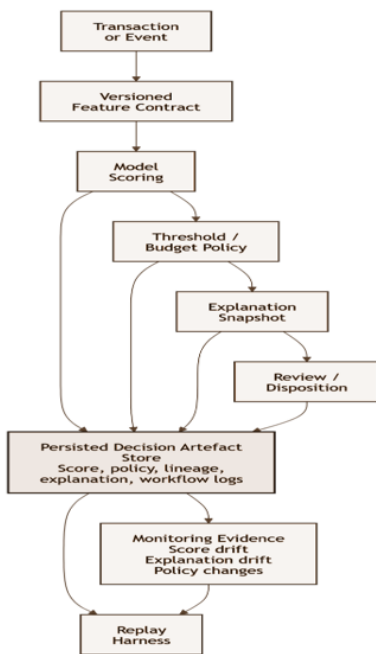 Transaction
or Event
Versioned
Feature Contract
Model
Scoring
Threshold /
Budget Policy
Explanation
Snapshot
Review /
Disposition
Persisted Decision Artefact
Store
Score, policy, lineage,
explanation, workflow logs
Monitoring Evidence
Score drift
Explanation drift
Policy changes
Replay
Harness